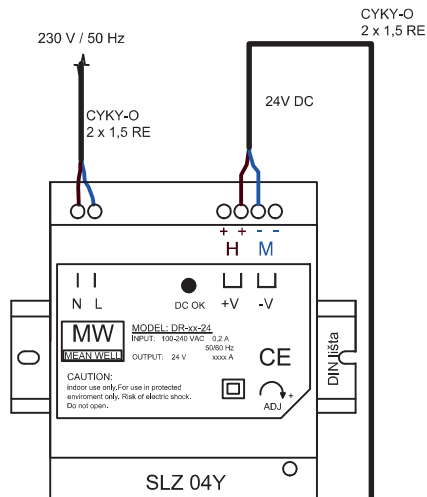 CYKY-O
2 x 1,5 RE
230 V / 50 Hz
24V DC
CYKY-O
2 x 1,5 RE
+ + - -
H M
N L
DC OK
+V -V
MW
MEAN WELL
MODEL: DR-xx-24
INPUT: 100-240 VAC 0,2 A
50/60 Hz
OUTPUT: 24 V xxxx A
CE
DIN lišta
CAUTION:
indoor use only.For use in protected
enviroment only. Risk of electric shock.
Do not open.
+
ADJ
SLZ 04Y